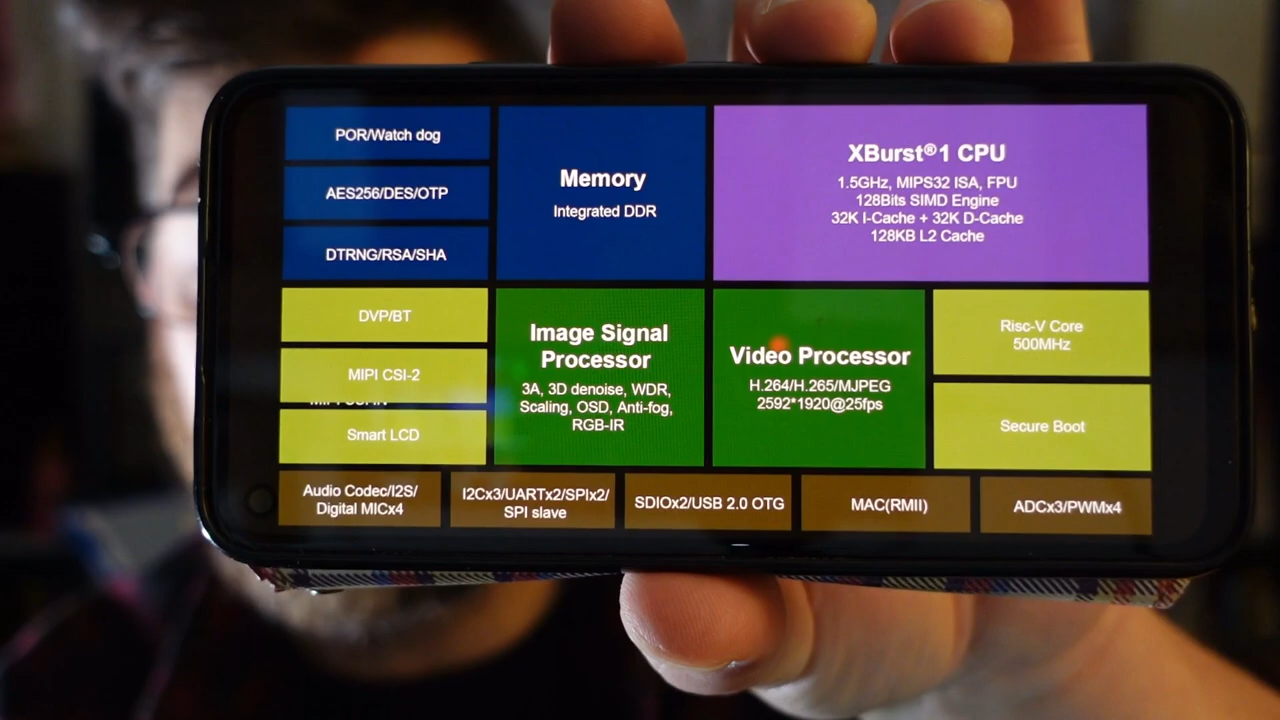 POR/Watch dog
AES256/DES/OTP
DTRNG/RSA/SHA
Memory
Integrated DDR
XBurst®1 CPU
1.5GHz, MIPS32 ISA, FPU
128Bits SIMD Engine
32K I-Cache + 32K D-Cache
128KB L2 Cache
DVP/BT
MIPI CSI-2
Smart LCD
Image Signal
Processor
3A, 3D denoise, WDR,
Scaling, OSD, Anti-fog,
RGB-IR
Video Processor
H.264/H.265/MJPEG
2592*1920@25fps
Risc-V Core
500MHz
Secure Boot
Audio Codec/I2S/
Digital MICx4
I2Cx3/UARTx2/SPIx2/
SPI slave
SDIOx2/USB 2.0 OTG
MAC(RMII)
ADCx3/PWMx4